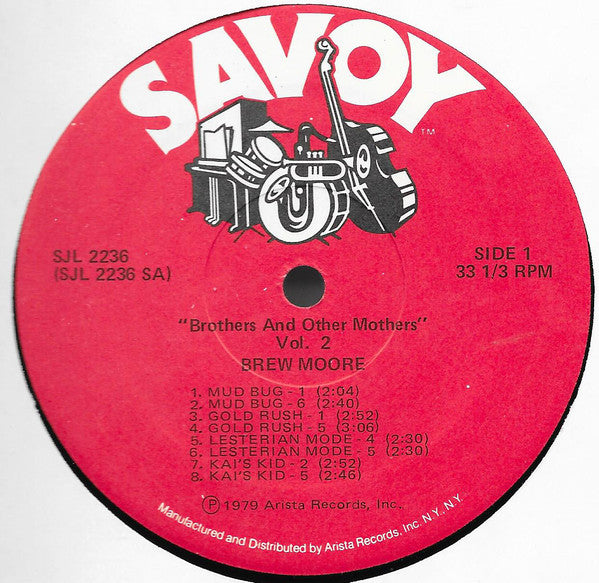 SAVOY
TM
SJL 2236
(SJL 2236 SA)
SIDE 1
33 1/3 RPM
"Brothers And Other Mothers"
Vol. 2
BREW MOORE
1. MUD BUG - 1 (2:04)
2. MUD BUG - 6 (2:40)
3. GOLD RUSH - 1 (2:52)
4. GOLD RUSH - 5 (3:06)
5. LESTERIAN MODE - 4 (2:30)
6. LESTERIAN MODE - 5 (2:30)
7. KAI'S KID - 2 (2:52)
8. KAI'S KID - 5 (2:46)
Ⓟ 1979 Arista Records, Inc.
Manufactured and Distributed by Arista Records, Inc. N.Y., N.Y.